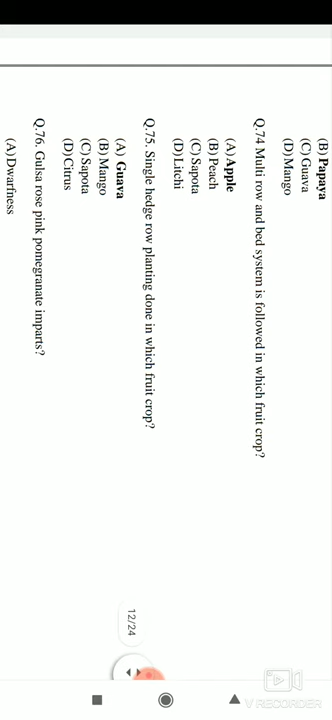 (B) Papaya
(C) Guava
(D) Mango
Q.74 Multi row and bed system is followed in which fruit crop?
(A) Apple
(B) Peach
(C) Sapota
(D) Litchi
Q.75. Single hedge row planting done in which fruit crop?
(A) Guava
(B) Mango
(C) Sapota
(D) Citrus
Q.76. Gulsa rose pink pomegranate imparts?
(A) Dwarfness
12/24
V RECORDER